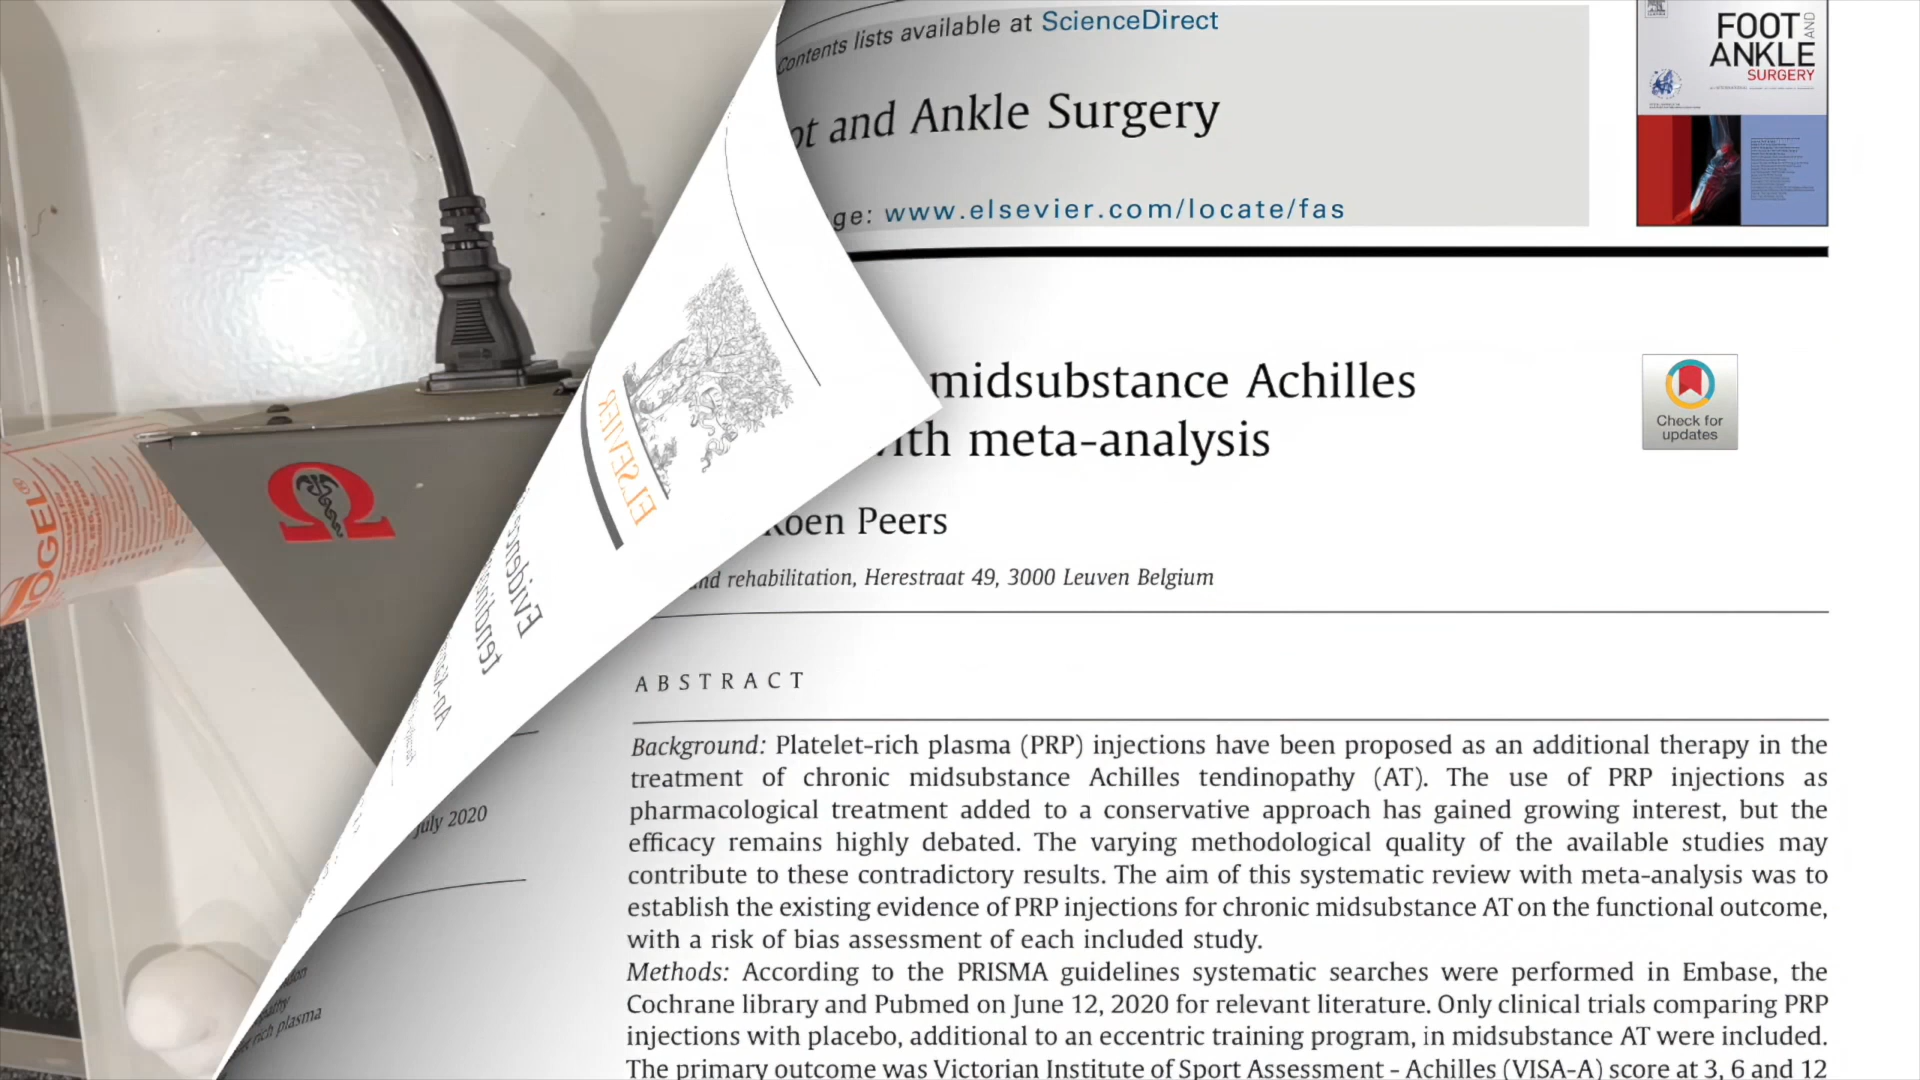 Contents lists available at ScienceDirect
ot and Ankle Surgery
ge: www.elsevier.com/locate/fas
FOOT AND
ANKLE
SURGERY
midsubstance Achilles
ith meta-analysis
Check for
updates
Koen Peers
and rehabilitation, Herestraat 49, 3000 Leuven Belgium
ELSEVIER
Evidence
tendinop
An-Kat
OGEL®
Ω
ABSTRACT
Background: Platelet-rich plasma (PRP) injections have been proposed as an additional therapy in the
treatment of chronic midsubstance Achilles tendinopathy (AT). The use of PRP injections as
pharmacological treatment added to a conservative approach has gained growing interest, but the
efficacy remains highly debated. The varying methodological quality of the available studies may
contribute to these contradictory results. The aim of this systematic review with meta-analysis was to
establish the existing evidence of PRP injections for chronic midsubstance AT on the functional outcome,
with a risk of bias assessment of each included study.
Methods: According to the PRISMA guidelines systematic searches were performed in Embase, the
Cochrane library and Pubmed on June 12, 2020 for relevant literature. Only clinical trials comparing PRP
injections with placebo, additional to an eccentric training program, in midsubstance AT were included.
The primary outcome was Victorian Institute of Sport Assessment - Achilles (VISA-A) score at 3, 6 and 12
July 2020
rich plasma